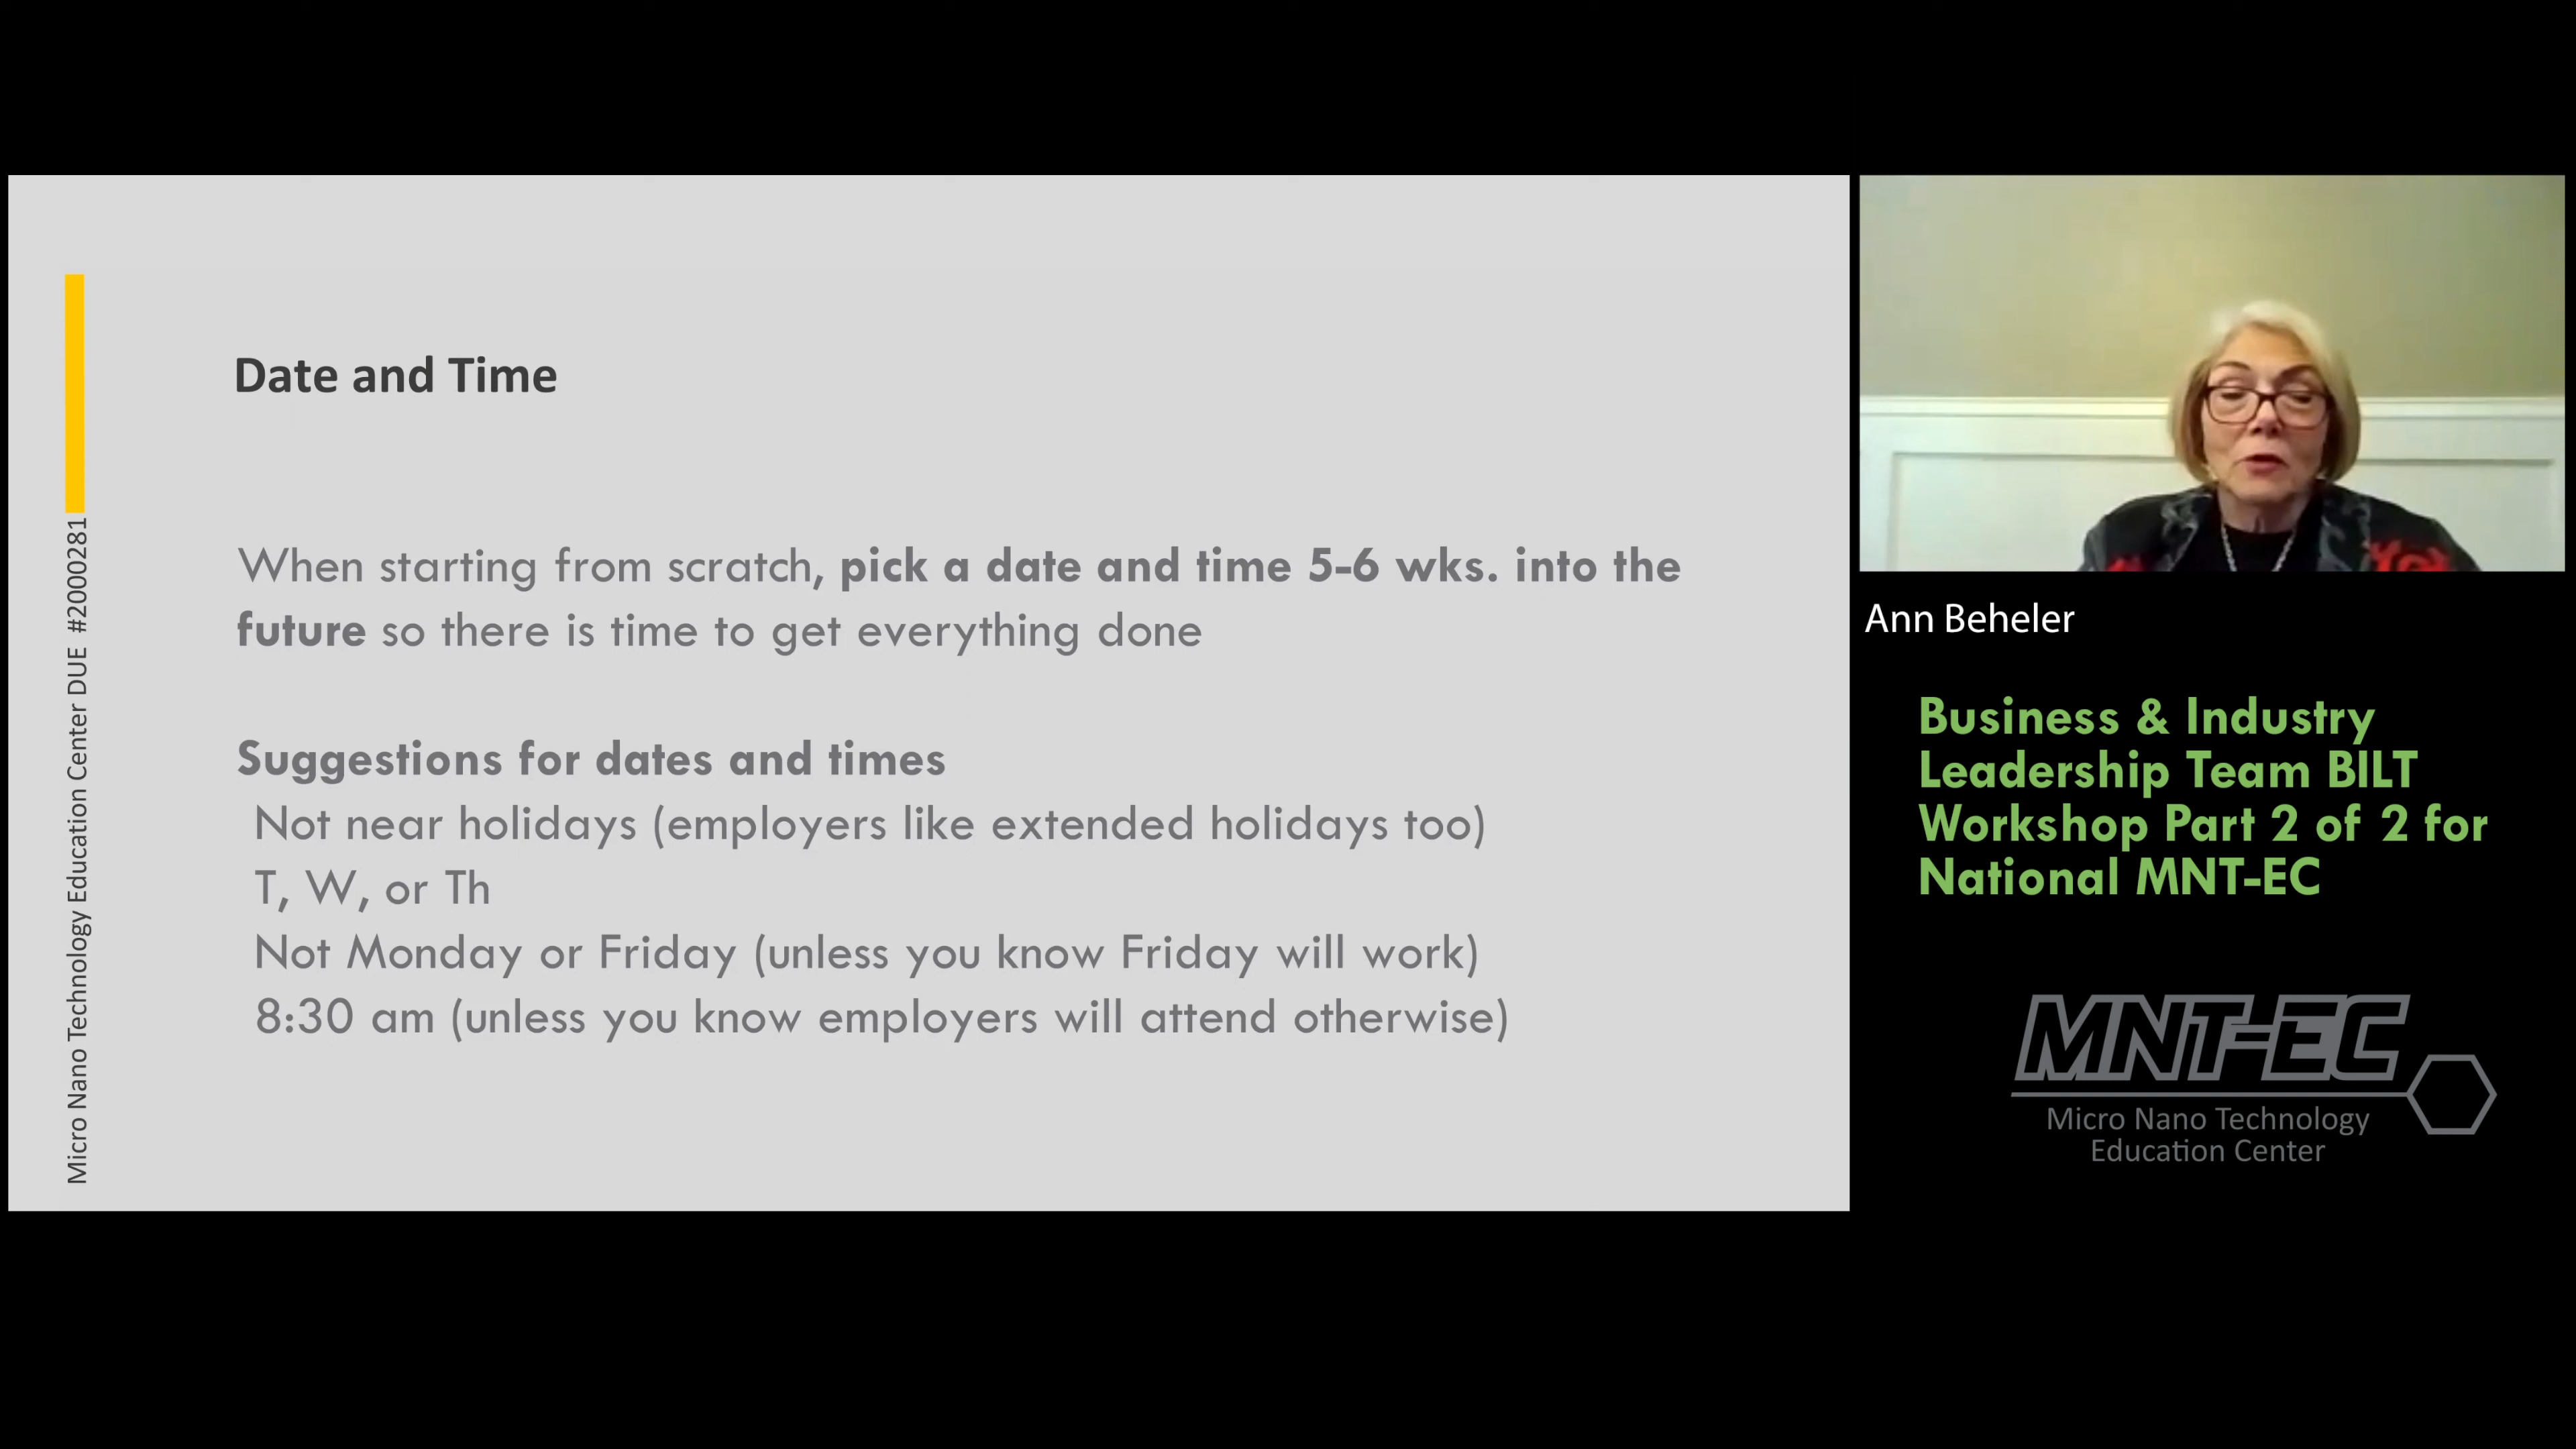 Micro Nano Technology Education Center DUE #2000281
Date and Time
When starting from scratch, pick a date and time 5-6 wks. into the
future so there is time to get everything done
Suggestions for dates and times
Not near holidays (employers like extended holidays too)
T, W, or Th
Not Monday or Friday (unless you know Friday will work)
8:30 am (unless you know employers will attend otherwise)
Ann Beheler
Business & Industry
Leadership Team BILT
Workshop Part 2 of 2 for
National MNT-EC
MNT-EC
Micro Nano Technology
Education Center